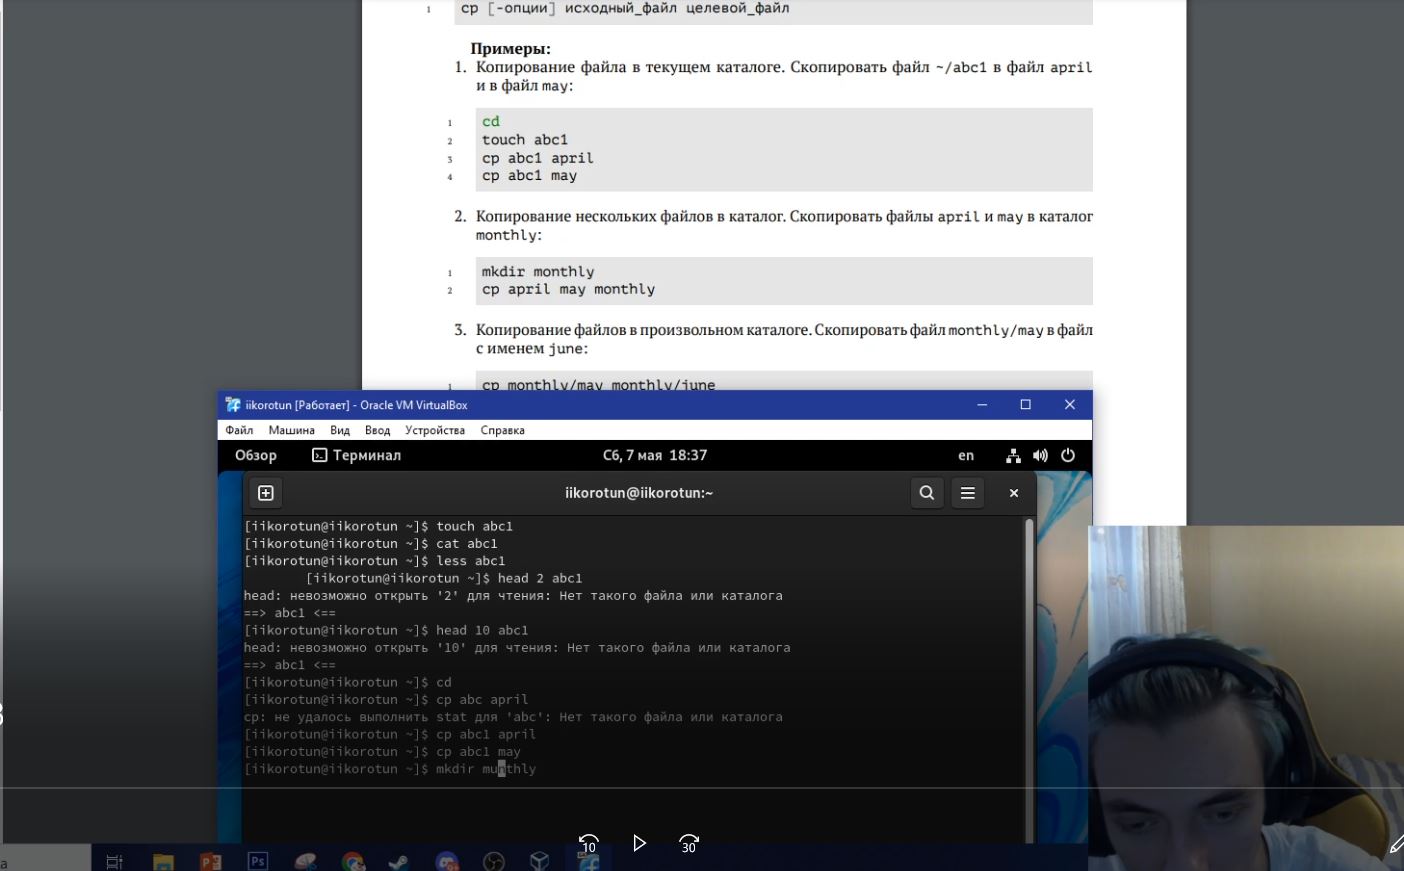 1 cp [-опции] исходный_файл целевой_файл
Примеры:
1. Копирование файла в текущем каталоге. Скопировать файл ~/abc1 в файл april
и в файл may:
1 cd
2 touch abc1
3 cp abc1 april
4 cp abc1 may
2. Копирование нескольких файлов в каталог. Скопировать файлы april и may в каталог
monthly:
1 mkdir monthly
2 cp april may monthly
3. Копирование файлов в произвольном каталоге. Скопировать файл monthly/may в файл
с именем june:
1 cp monthly/may monthly/june
iikorotun [Работает] - Oracle VM VirtualBox
Файл Машина Вид Ввод Устройства Справка
Обзор Терминал Сб, 7 мая 18:37 en
iikorotun@iikorotun:~
[iikorotun@iikorotun ~]$ touch abc1
[iikorotun@iikorotun ~]$ cat abc1
[iikorotun@iikorotun ~]$ less abc1
[iikorotun@iikorotun ~]$ head 2 abc1
head: невозможно открыть '2' для чтения: Нет такого файла или каталога
==> abc1 <==
[iikorotun@iikorotun ~]$ head 10 abc1
head: невозможно открыть '10' для чтения: Нет такого файла или каталога
==> abc1 <==
[iikorotun@iikorotun ~]$ cd
[iikorotun@iikorotun ~]$ cp abc april
cp: не удалось выполнить stat для 'abc': Нет такого файла или каталога
[iikorotun@iikorotun ~]$ cp abc1 april
[iikorotun@iikorotun ~]$ cp abc1 may
[iikorotun@iikorotun ~]$ mkdir munthly
10 30
а
Ps